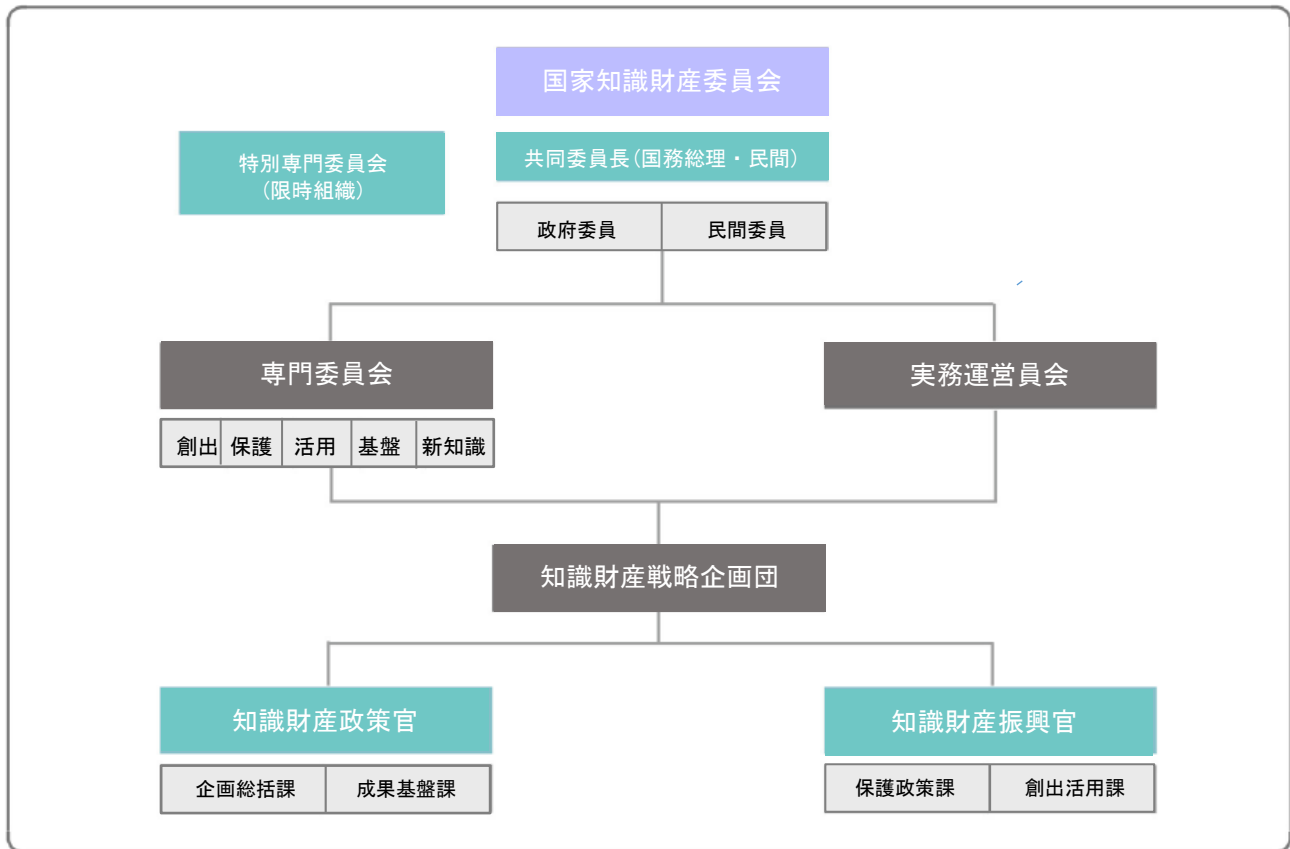 国家知識財産委員会
特別専門委員会
(限時組織)
共同委員長(国務総理・民間)
政府委員 民間委員
専門委員会
実務運営員会
創出 保護 活用 基盤 新知識
知識財産戦略企画団
知識財産政策官
知識財産振興官
企画総括課 成果基盤課
保護政策課 創出活用課